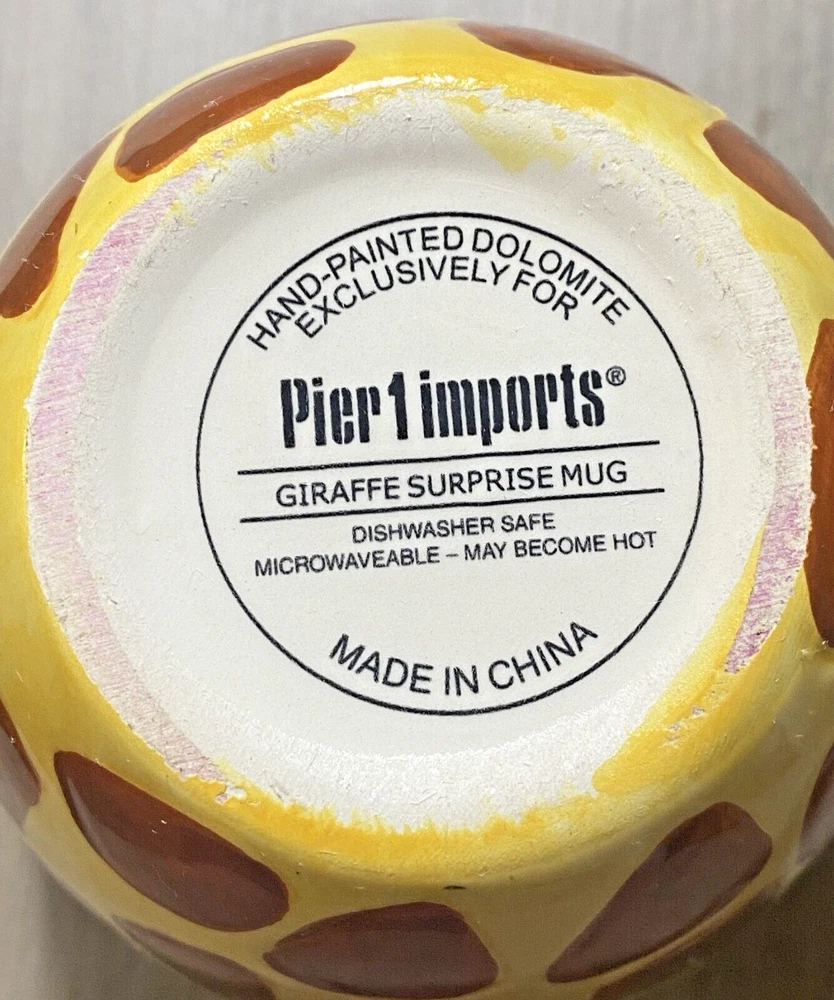 HAND-PAINTED DOLOMITE
EXCLUSIVELY FOR
Pier 1 imports®
GIRAFFE SURPRISE MUG
DISHWASHER SAFE
MICROWAVEABLE – MAY BECOME HOT
MADE IN CHINA